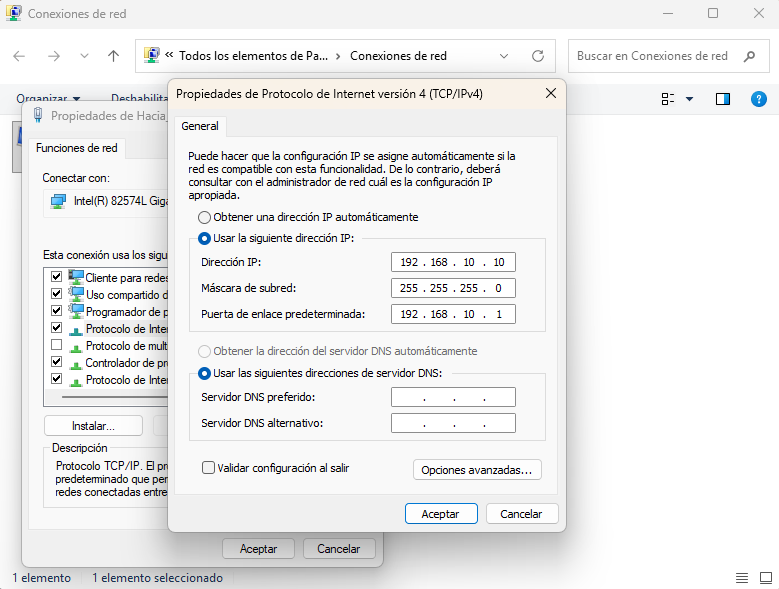 Conexiones de red
« Todos los elementos de Pa... › Conexiones de red
Buscar en Conexiones de red
Organizar
Deshabilita
Propiedades de Hacia
Funciones de red
Conectar con:
Intel(R) 82574L Giga
Esta conexión usa los sigu
Cliente para redes
Uso compartido d
Programador de p
Protocolo de Inte
Protocolo de mult
Controlador de pr
Protocolo de Inte
Instalar...
Descripción
Protocolo TCP/IP. El pr
predeterminado que per
redes conectadas entre
Aceptar
Cancelar
Propiedades de Protocolo de Internet versión 4 (TCP/IPv4)
General
Puede hacer que la configuración IP se asigne automáticamente si la
red es compatible con esta funcionalidad. De lo contrario, deberá
consultar con el administrador de red cuál es la configuración IP
apropiada.
Obtener una dirección IP automáticamente
Usar la siguiente dirección IP:
Dirección IP: 192 . 168 . 10 . 10
Máscara de subred: 255 . 255 . 255 . 0
Puerta de enlace predeterminada: 192 . 168 . 10 . 1
Obtener la dirección del servidor DNS automáticamente
Usar las siguientes direcciones de servidor DNS:
Servidor DNS preferido: . . .
Servidor DNS alternativo: . . .
Validar configuración al salir
Opciones avanzadas...
Aceptar
Cancelar
1 elemento
1 elemento seleccionado